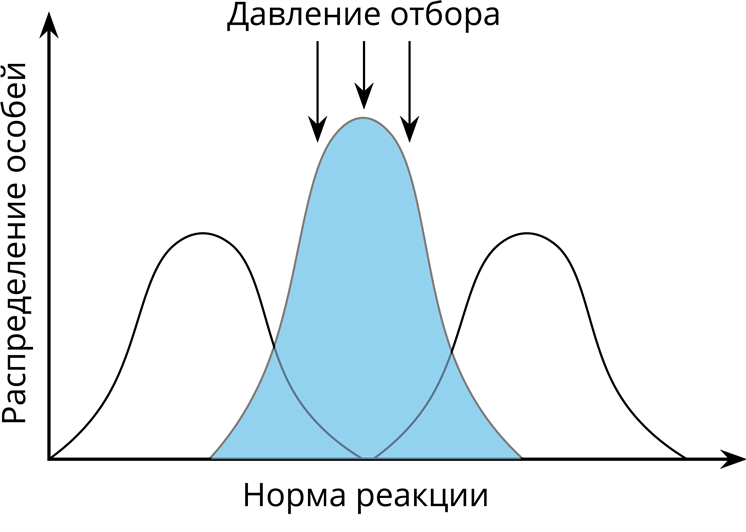 Давление отбора
Распределение особей
Норма реакции